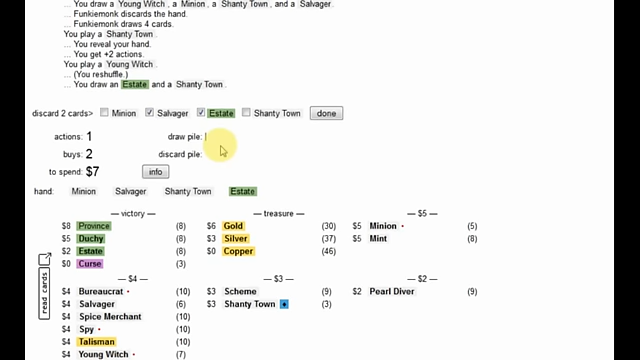 ... You draw a Young Witch , a Minion , a Shanty Town , and a Salvager .
... Funkiemonk discards the hand.
... Funkiemonk draws 4 cards.
You play a Shanty Town .
... You reveal your hand.
... You get +2 actions.
You play a Young Witch .
... (You reshuffle.)
... You draw an Estate and a Shanty Town .
discard 2 cards> Minion Salvager Estate Shanty Town done
actions: 1 draw pile:
buys: 2 discard pile:
to spend: $7 info
hand: Minion Salvager Shanty Town Estate
— victory — — treasure — — $5 —
$8 Province (8) $6 Gold (30) $5 Minion (5)
$5 Duchy (8) $3 Silver (37) $5 Mint (8)
$2 Estate (8) $0 Copper (46)
$0 Curse (3)
read cards
— $4 — — $3 — — $2 —
$4 Bureaucrat (10) $3 Scheme (9) $2 Pearl Diver (9)
$4 Salvager (6) $3 Shanty Town (3)
$4 Spice Merchant (10)
$4 Spy (10)
$4 Talisman (10)
$4 Young Witch (7)